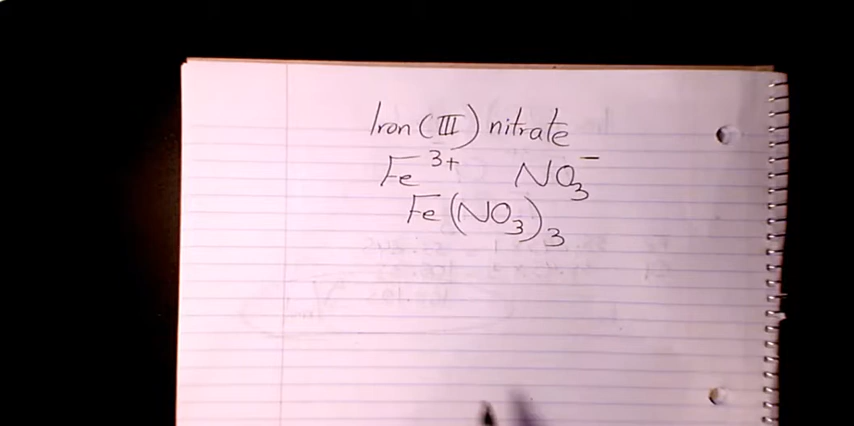 Iron (III) nitrate
Fe³⁺ NO₃⁻
Fe(NO₃)₃